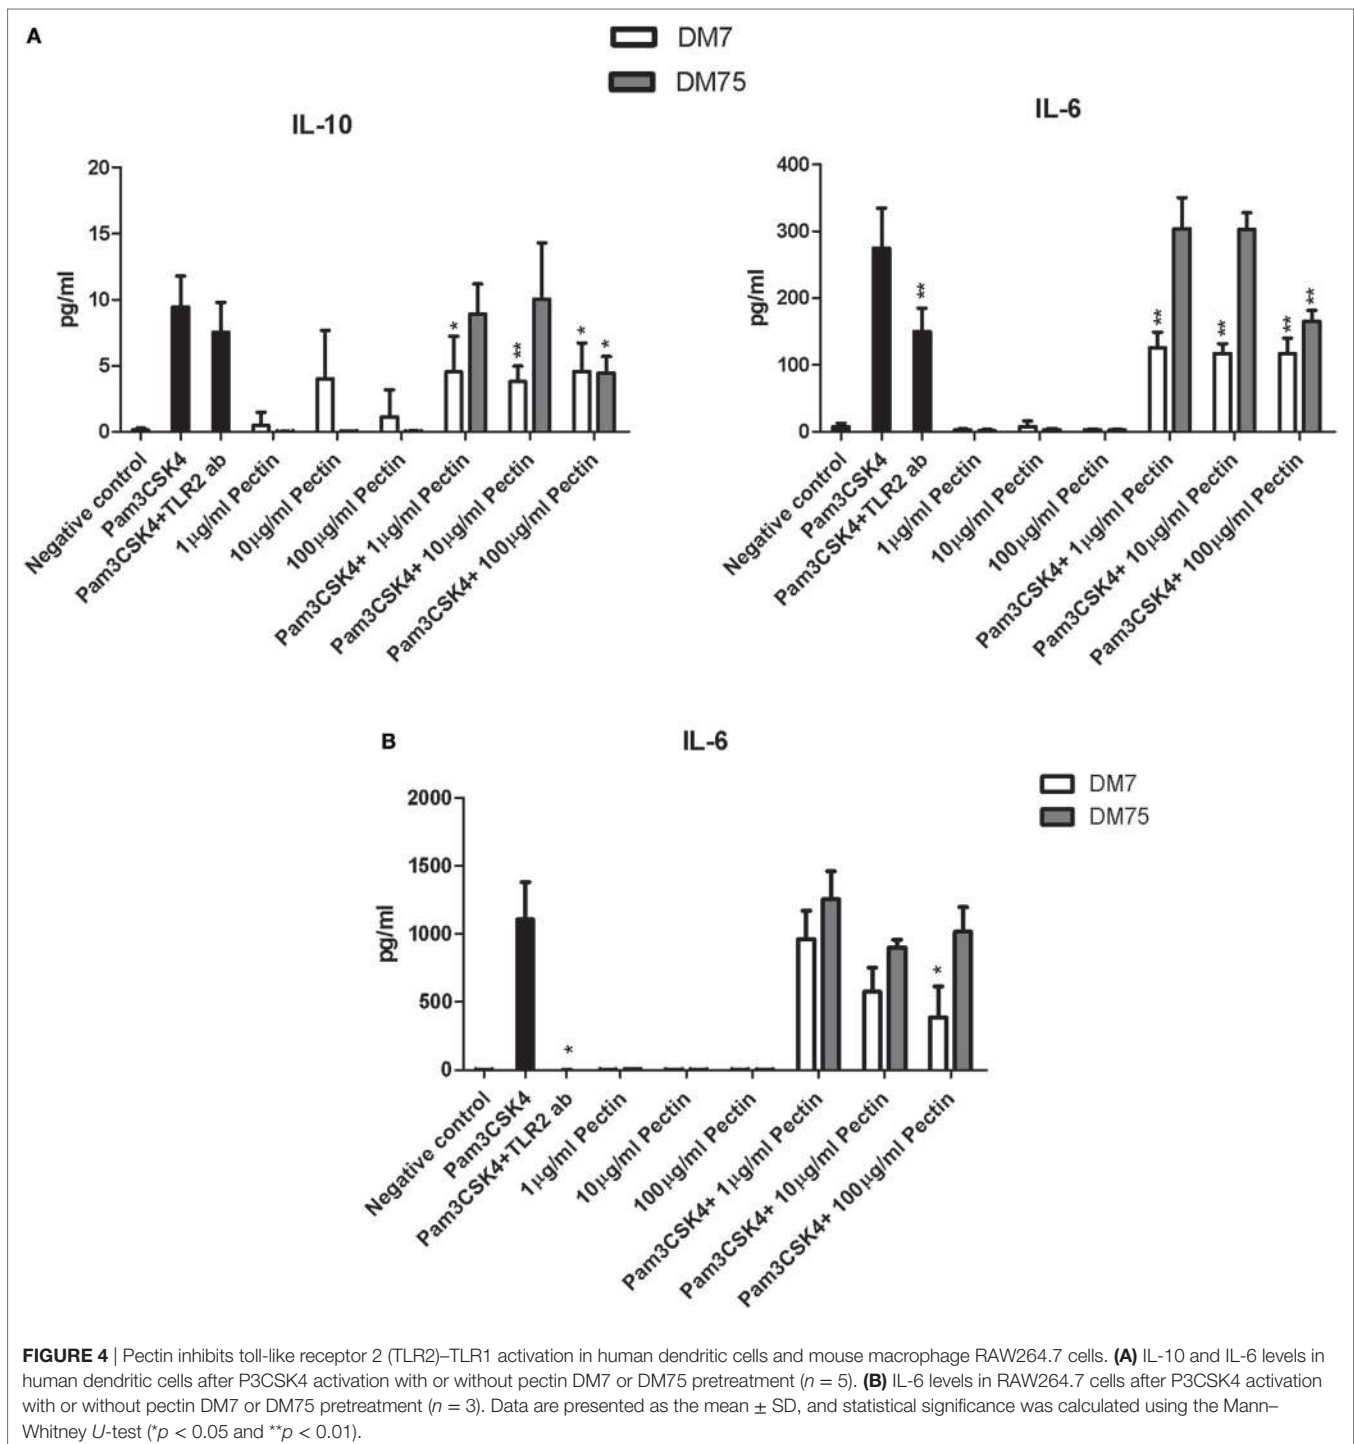 A
DM7
DM75
IL-10
20
15
10
5
0
pg/ml
*
**
*
*
Negative control
Pam3CSK4
Pam3CSK4+TLR2 ab
1µg/ml Pectin
10µg/ml Pectin
100µg/ml Pectin
Pam3CSK4+ 1µg/ml Pectin
Pam3CSK4+ 10µg/ml Pectin
Pam3CSK4+ 100µg/ml Pectin
IL-6
400
300
200
100
0
pg/ml
**
**
**
**
**
Negative control
Pam3CSK4
Pam3CSK4+TLR2 ab
1µg/ml Pectin
10µg/ml Pectin
100µg/ml Pectin
Pam3CSK4+ 1µg/ml Pectin
Pam3CSK4+ 10µg/ml Pectin
Pam3CSK4+ 100µg/ml Pectin
B
IL-6
DM7
DM75
2000
1500
1000
500
0
pg/ml
*
*
Negative control
Pam3CSK4
Pam3CSK4+TLR2 ab
1µg/ml Pectin
10µg/ml Pectin
100µg/ml Pectin
Pam3CSK4+ 1µg/ml Pectin
Pam3CSK4+ 10µg/ml Pectin
Pam3CSK4+ 100µg/ml Pectin
FIGURE 4 | Pectin inhibits toll-like receptor 2 (TLR2)–TLR1 activation in human dendritic cells and mouse macrophage RAW264.7 cells. (A) IL-10 and IL-6 levels in
human dendritic cells after P3CSK4 activation with or without pectin DM7 or DM75 pretreatment (n = 5). (B) IL-6 levels in RAW264.7 cells after P3CSK4 activation
with or without pectin DM7 or DM75 pretreatment (n = 3). Data are presented as the mean ± SD, and statistical significance was calculated using the Mann–
Whitney U-test (*p < 0.05 and **p < 0.01).